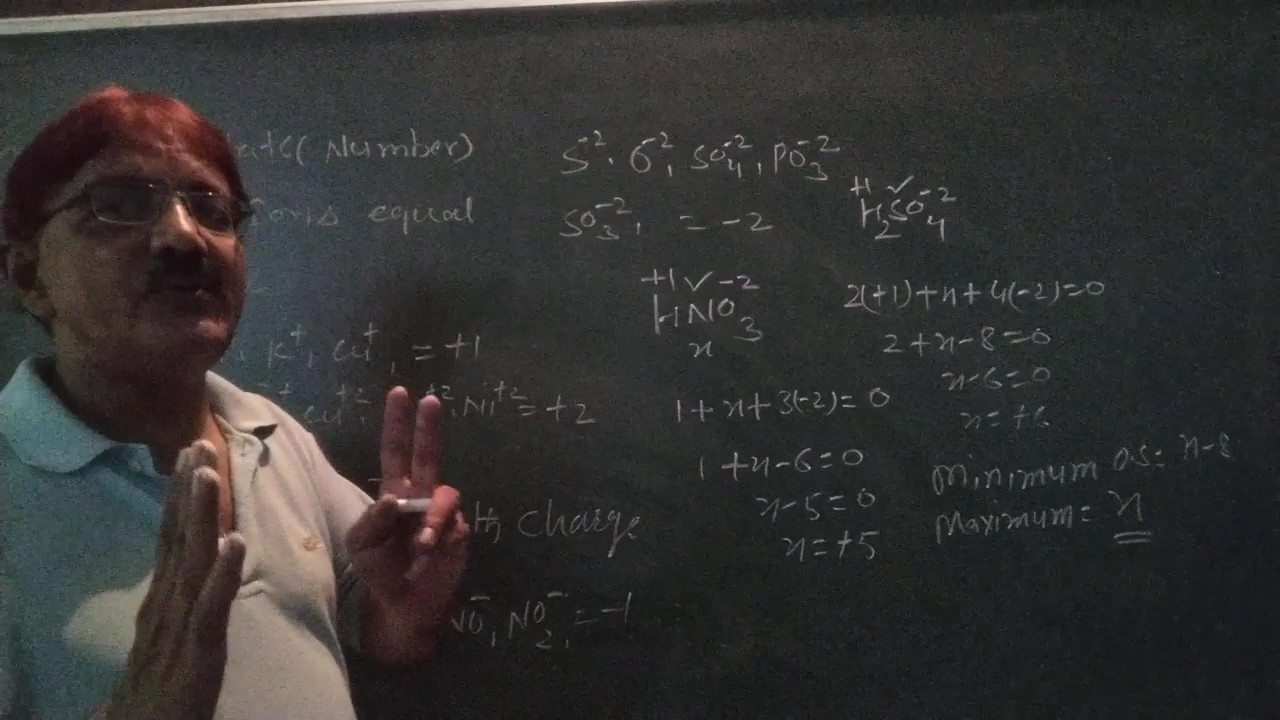 (Number)
equal
K⁺, Cu⁺, = +1
Ni⁺² = +2
Charge
NO₂⁻, = -1
S⁻², O⁻², SO₄⁻², PO₃⁻²
SO₃⁻², = -2
+1 ✓ -2
HNO₃
x
1+x+3(-2)=0
1+x-6=0
x-5=0
x=+5
+1 ✓ -2
H₂SO₄
2(+1)+x+4(-2)=0
2+x-8=0
x-6=0
x=+6
Minimum O.S= n-8
Maximum= n